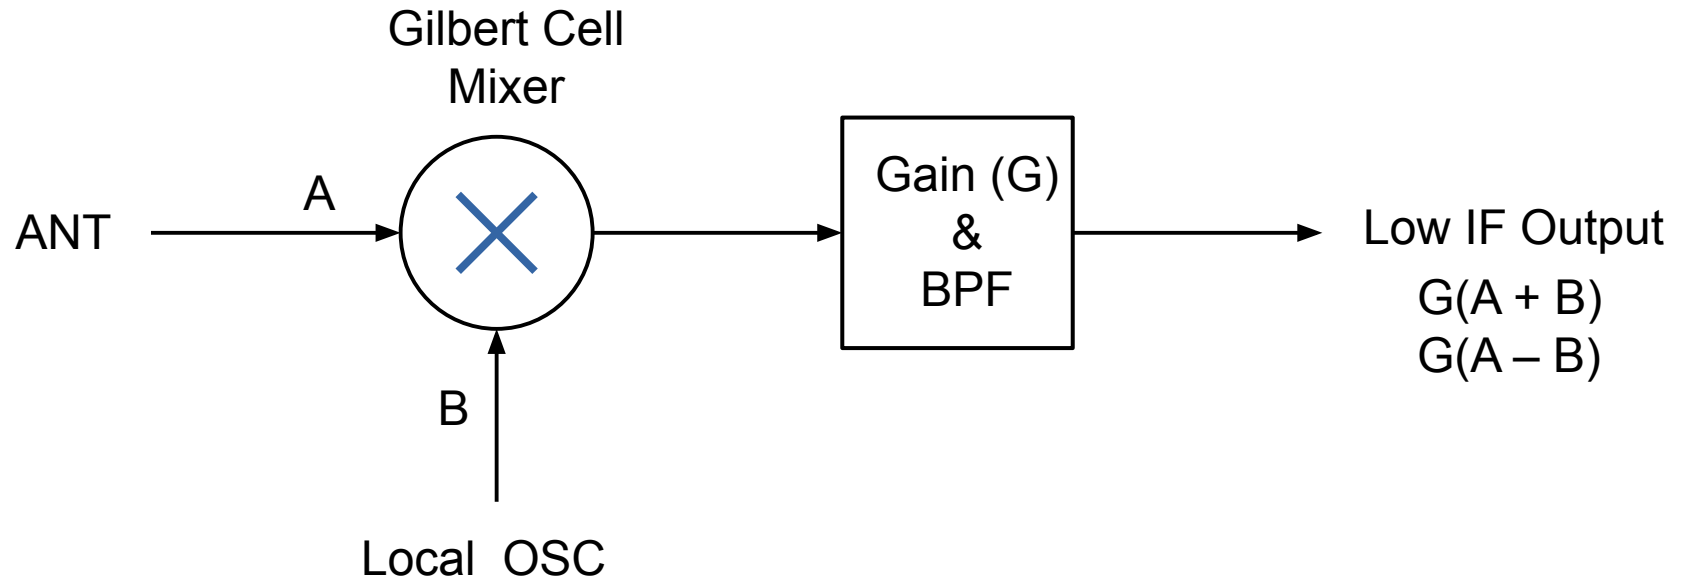 Gilbert Cell
Mixer
A
ANT
Gain (G)
&
BPF
Low IF Output
G(A + B)
G(A – B)
B
Local OSC